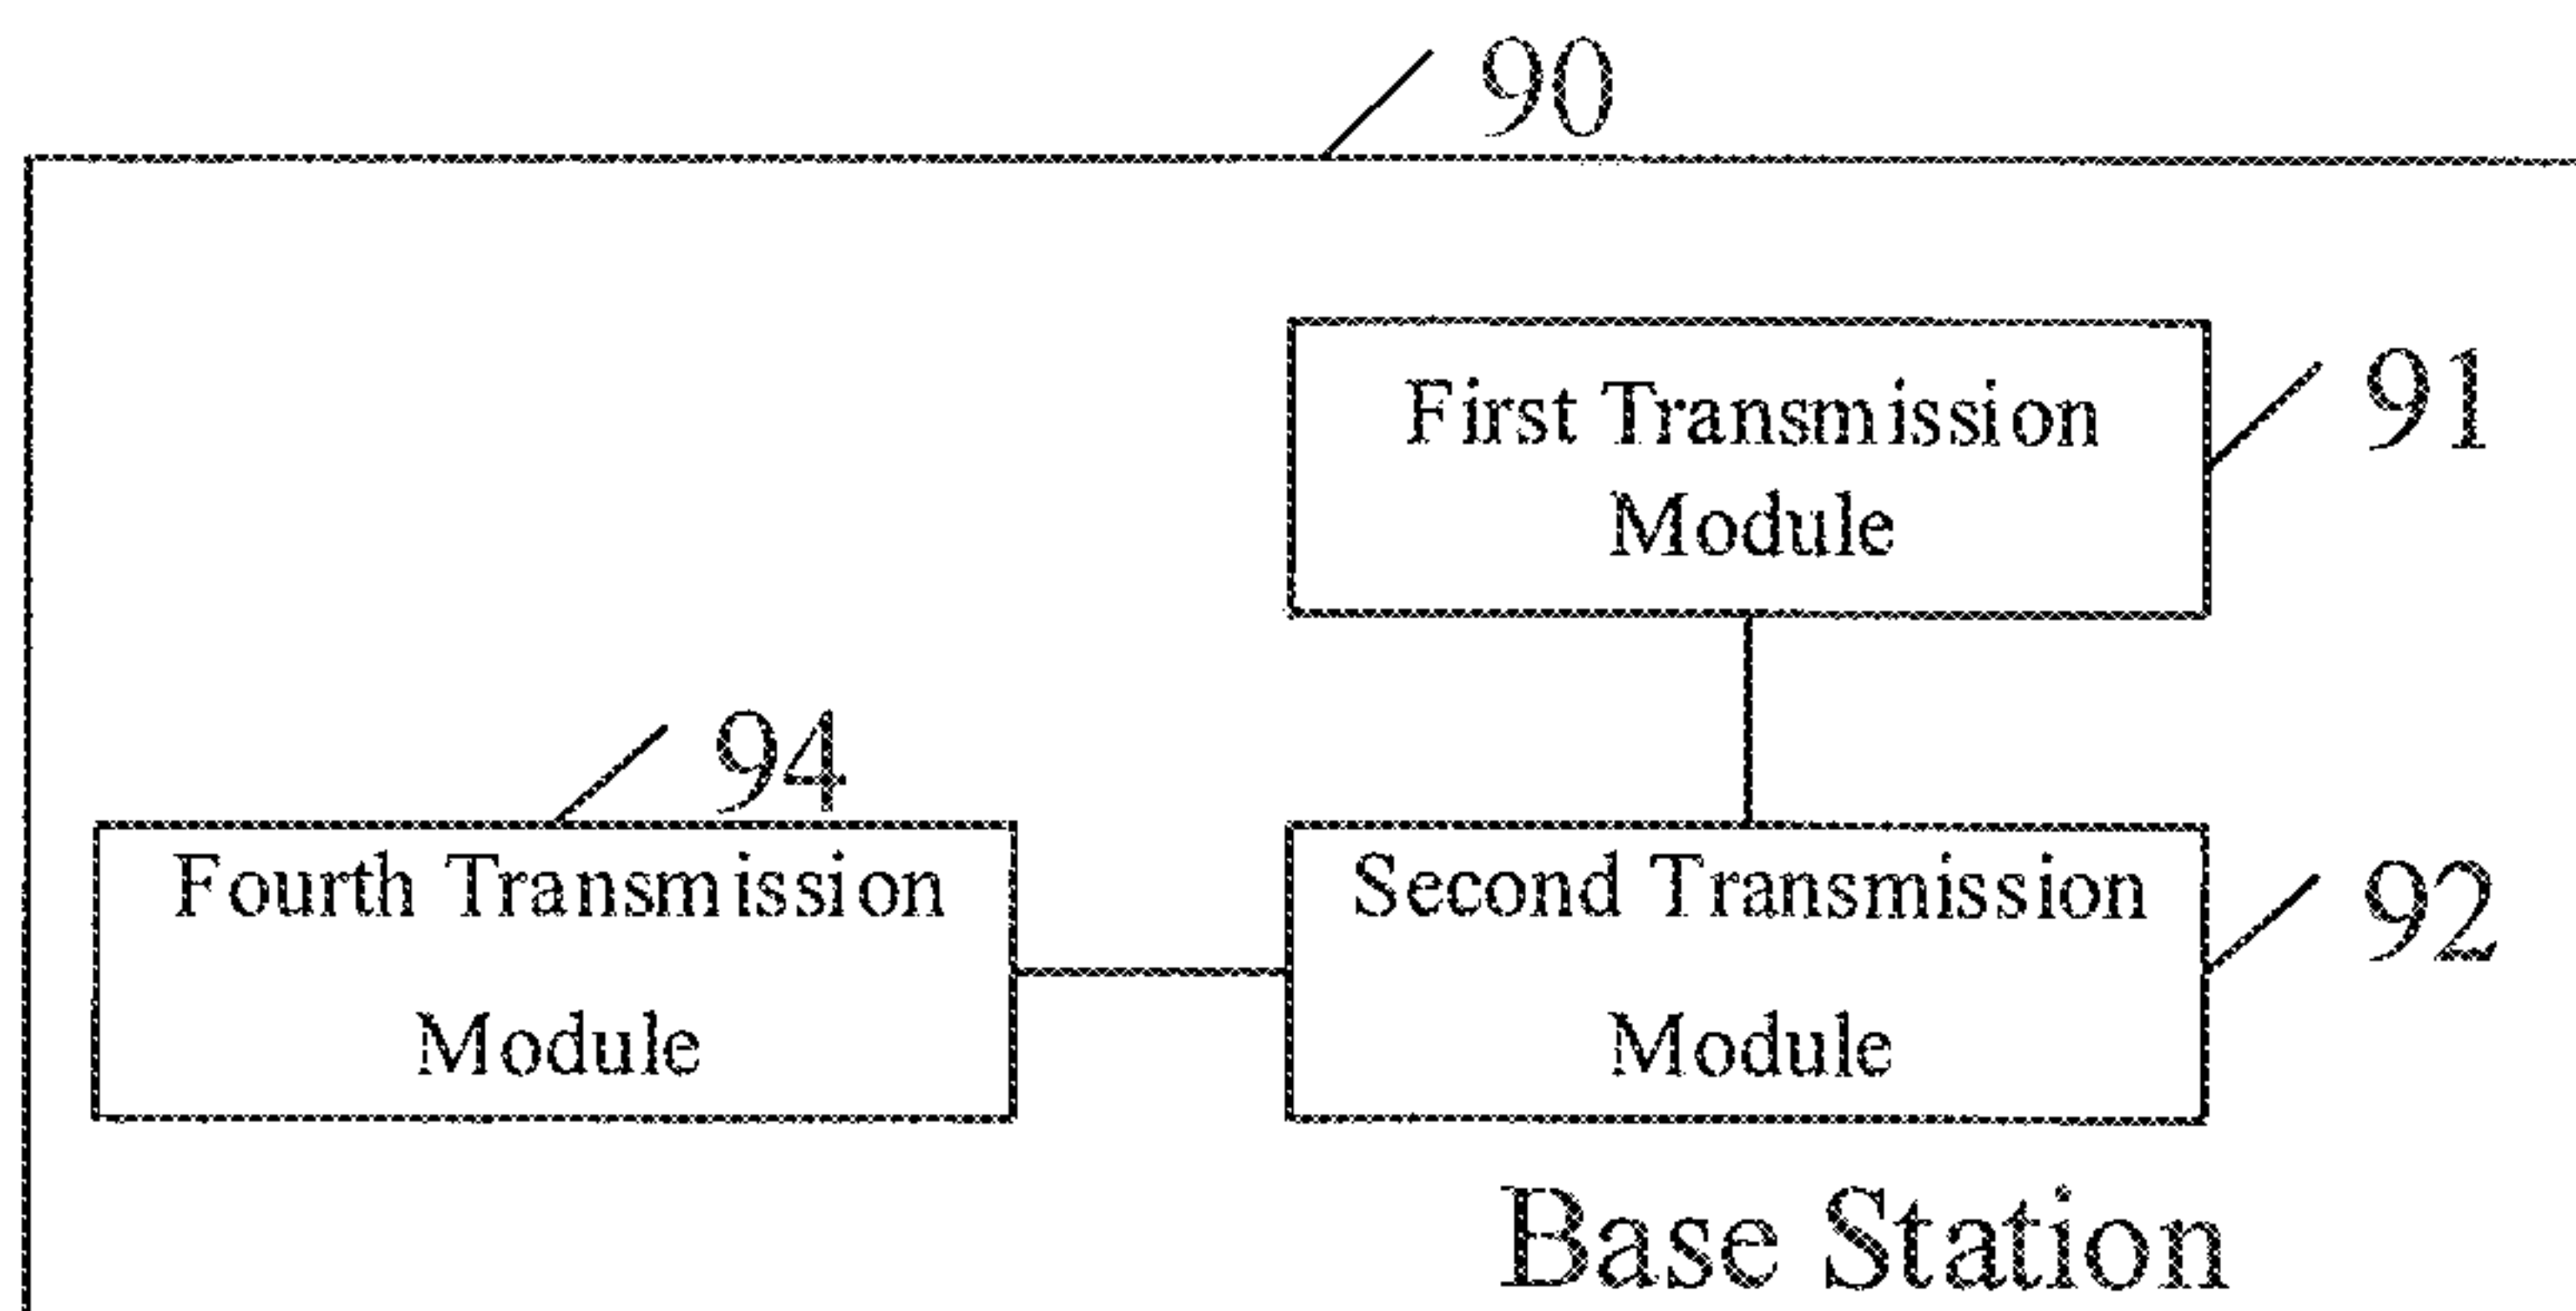 90
First Transmission
Module
91
94
Fourth Transmission
Module
Second Transmission
Module
92
Base Station